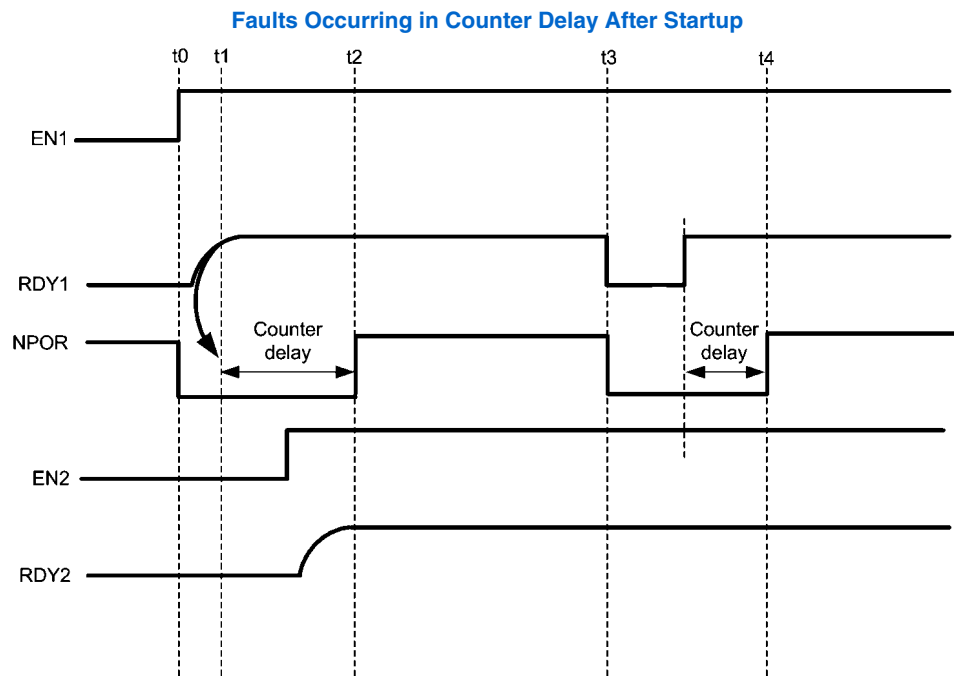 Faults Occurring in Counter Delay After Startup
t0 t1 t2 t3 t4
EN1
RDY1
NPOR
Counter
delay
Counter
delay
EN2
RDY2